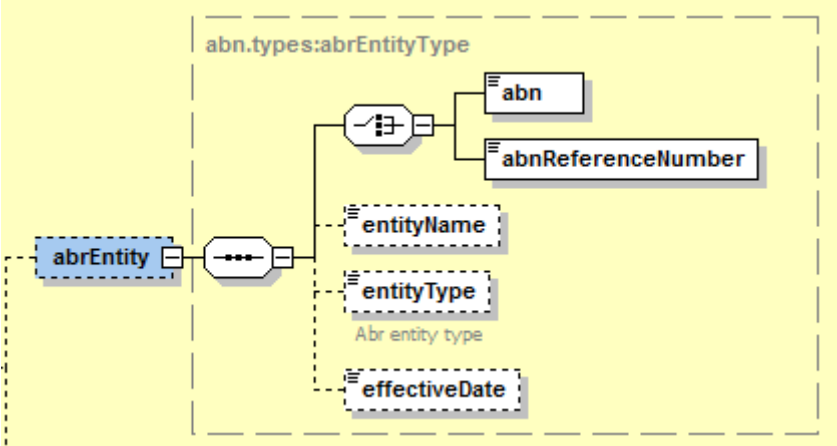 abn.types:abrEntityType
abn
abnReferenceNumber
entityName
abrEntity
entityType
Abr entity type
effectiveDate